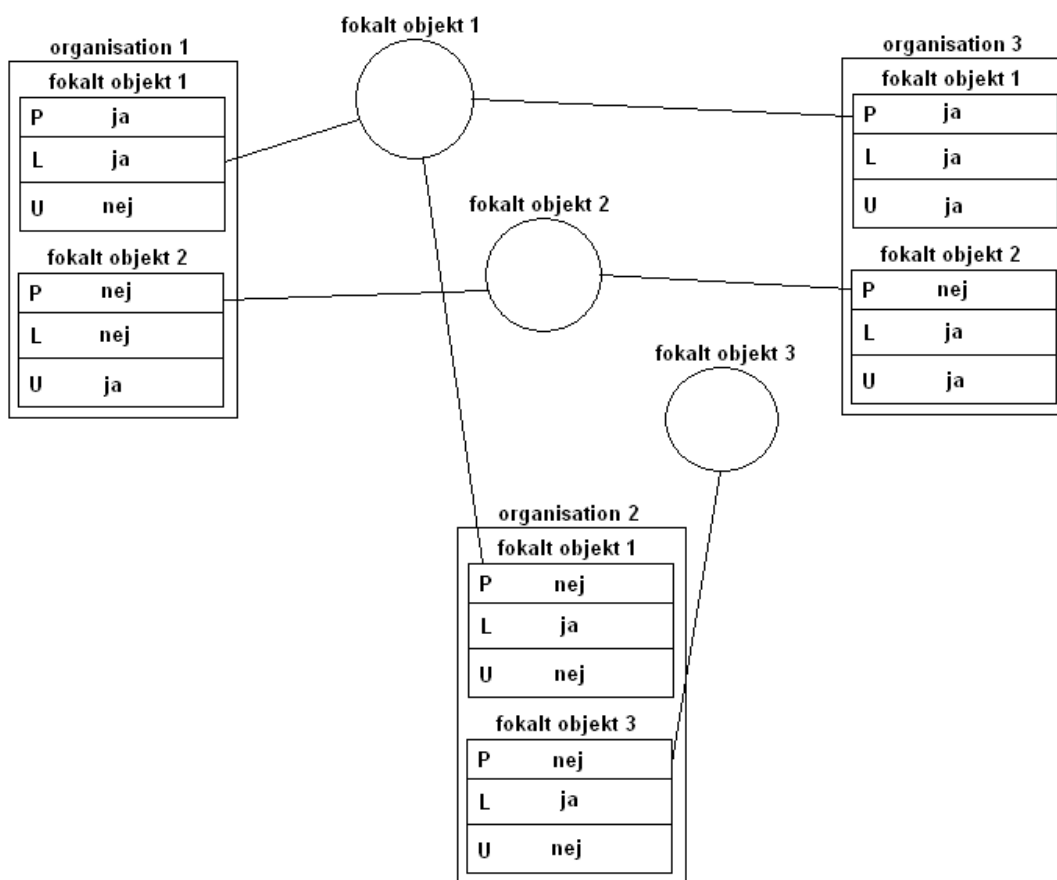 organisation 1
fokalt objekt 1
P ja
L ja
U nej
fokalt objekt 2
P nej
L nej
U ja
fokalt objekt 1
fokalt objekt 2
fokalt objekt 3
organisation 3
fokalt objekt 1
P ja
L ja
U ja
fokalt objekt 2
P nej
L ja
U ja
organisation 2
fokalt objekt 1
P nej
L ja
U nej
fokalt objekt 3
P nej
L ja
U nej